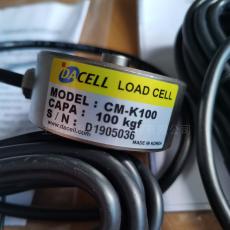 DACELL LOAD CELL
MODEL : CM-K100
CAPA : 100 kgf
S / N : D1905036
www.dacell.com
MADE IN KOREA